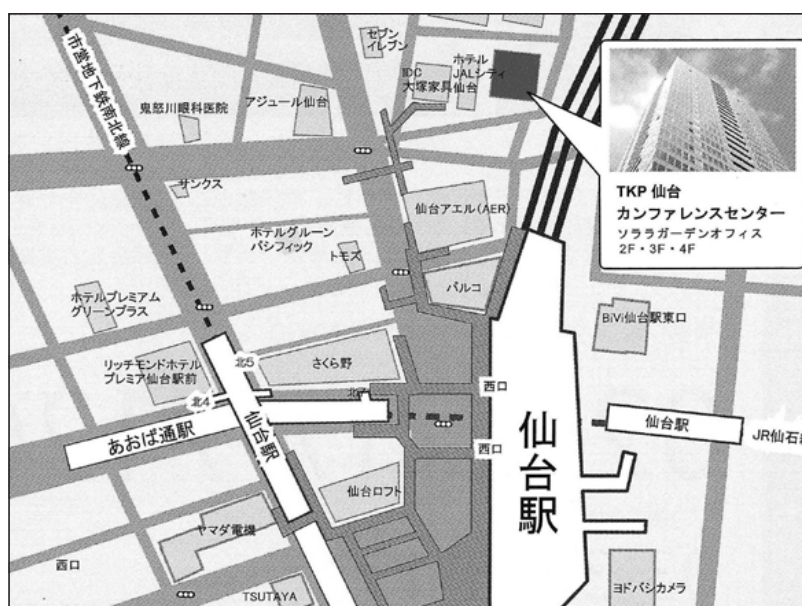 市営地下鉄南北線
セブン
イレブン
IDC
大塚家具
ホテル
JALシティ
仙台
鬼怒川眼科医院
アジュール仙台
サンクス
仙台アエル(AER)
ホテルグルーン
パシフィック
トモズ
パルコ
ホテルプレミアム
グリーンプラス
TKP 仙台
カンファレンスセンター
ソララガーデンオフィス
2F・3F・4F
BiVi仙台駅東口
リッチモンドホテル
プレミア仙台駅前
北5
さくら野
西口
北4
あおば通駅
仙台駅
西口
仙台駅
仙台駅
JR仙石
仙台ロフト
ヤマダ電機
西口
TSUTAYA
ヨドバシカメラ